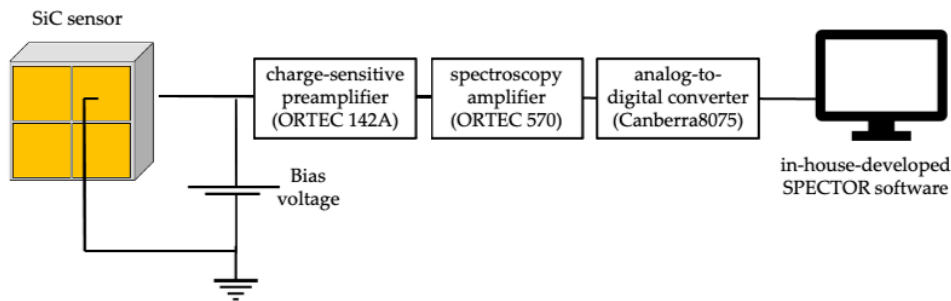 SiC sensor
charge-sensitive
preamplifier
(ORTEC 142A)
spectroscopy
amplifier
(ORTEC 570)
analog-to-
digital converter
(Canberra8075)
Bias
voltage
in-house-developed
SPECTOR software